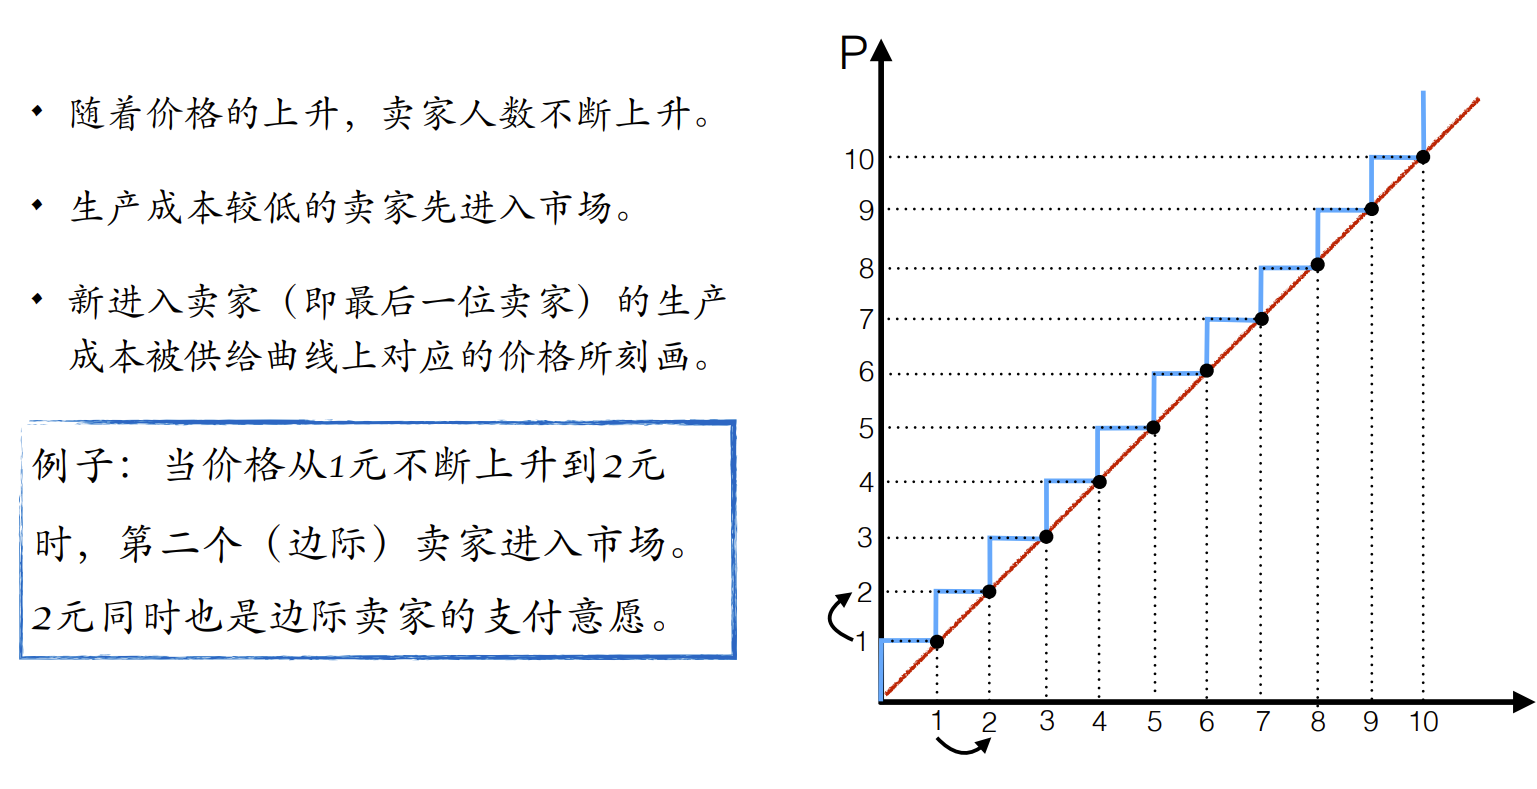 • 随着价格的上升，卖家人数不断上升。
• 生产成本较低的卖家先进入市场。
• 新进入卖家（即最后一位卖家）的生产
成本被供给曲线上对应的价格所刻画。
例子：当价格从1元不断上升到2元
时，第二个（边际）卖家进入市场。
2元同时也是边际卖家的支付意愿。
P
10
9
8
7
6
5
4
3
2
1
1 2 3 4 5 6 7 8 9 10